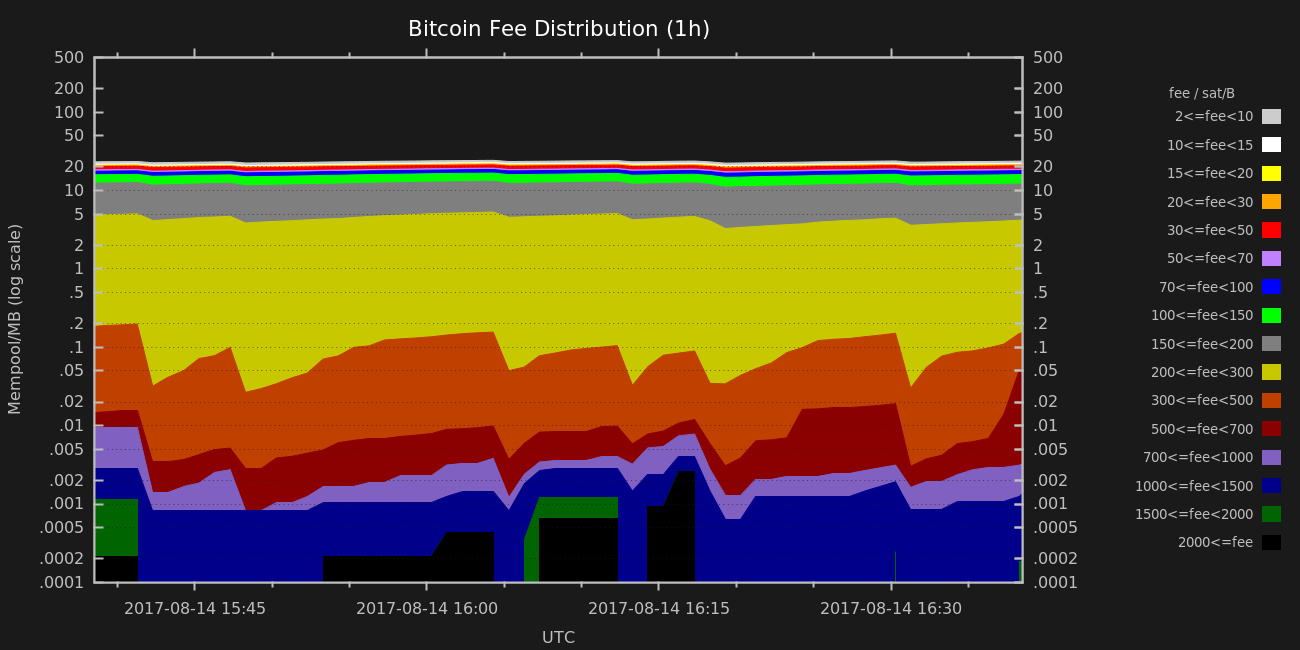 Bitcoin Fee Distribution (1h)
500
200
100
50
20
10
5
2
1
.5
.2
.1
.05
.02
.01
.005
.002
.001
.0005
.0002
.0001
Mempool/MB (log scale)
500
200
100
50
20
10
5
2
1
.5
.2
.1
.05
.02
.01
.005
.002
.001
.0005
.0002
.0001
2017-08-14 15:45
2017-08-14 16:00
2017-08-14 16:15
2017-08-14 16:30
UTC
fee / sat/B
2<=fee<10
10<=fee<15
15<=fee<20
20<=fee<30
30<=fee<50
50<=fee<70
70<=fee<100
100<=fee<150
150<=fee<200
200<=fee<300
300<=fee<500
500<=fee<700
700<=fee<1000
1000<=fee<1500
1500<=fee<2000
2000<=fee